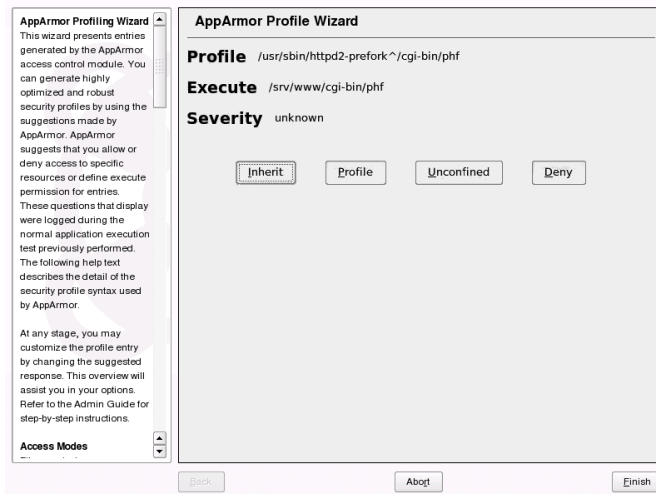 AppArmor Profiling Wizard
This wizard presents entries
generated by the AppArmor
access control module. You
can generate highly
optimized and robust
security profiles by using the
suggestions made by
AppArmor. AppArmor
suggests that you allow or
deny access to specific
resources or define execute
permission for entries.
These questions that display
were logged during the
normal application execution
test previously performed.
The following help text
describes the detail of the
security profile syntax used
by AppArmor.
At any stage, you may
customize the profile entry
by changing the suggested
response. This overview will
assist you in your options.
Refer to the Admin Guide for
step-by-step instructions.
Access Modes
AppArmor Profile Wizard
Profile /usr/sbin/httpd2-prefork^/cgi-bin/phf
Execute /srv/www/cgi-bin/phf
Severity unknown
Inherit Profile Unconfined Deny
Back Abort Finish